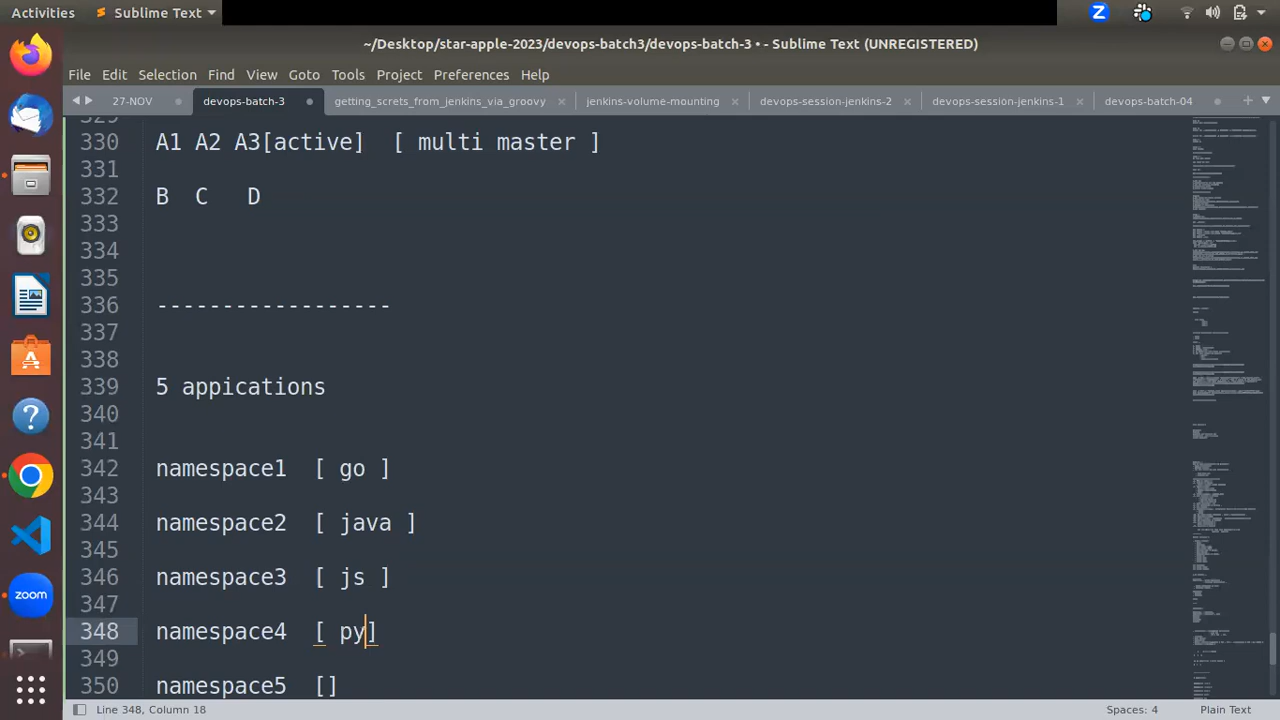 Activities Sublime Text
~/Desktop/star-apple-2023/devops-batch3/devops-batch-3 • - Sublime Text (UNREGISTERED)
File Edit Selection Find View Goto Tools Project Preferences Help
27-NOV devops-batch-3 getting_screts_from_jenkins_via_groovy jenkins-volume-mounting devops-session-jenkins-2 devops-session-jenkins-1 devops-batch-04
329
330 A1 A2 A3[active] [ multi master ]
331
332 B C D
333
334
335
336 ------------------
337
338
339 5 appications
340
341
342 namespace1 [ go ]
343
344 namespace2 [ java ]
345
346 namespace3 [ js ]
347
348 namespace4 [ py]
349
350 namespace5 []
Line 348, Column 18 Spaces: 4 Plain Text
zoom